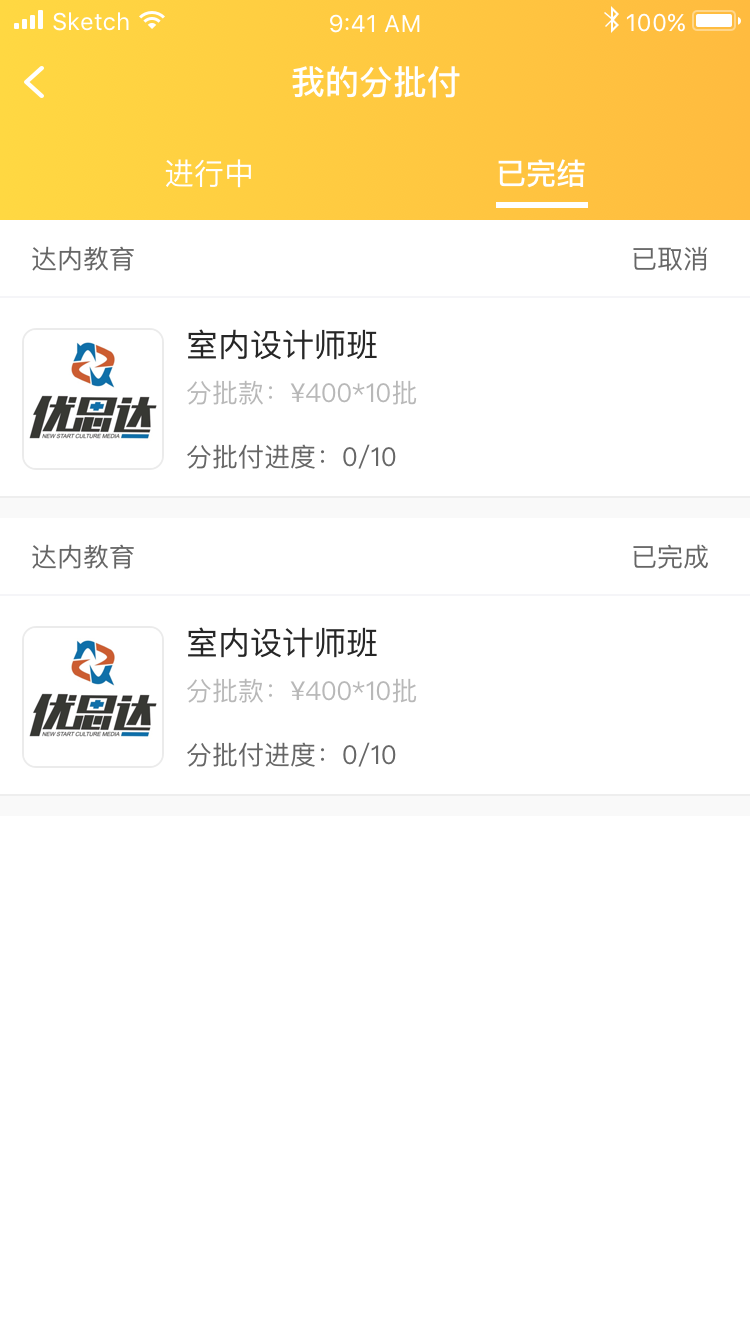 Sketch 9:41 AM 100%
我的分批付
进行中 已完结
达内教育 已取消
优思达
NEW START CULTURE MEDIA
室内设计师班
分批款：¥400*10批
分批付进度：0/10
达内教育 已完成
优思达
NEW START CULTURE MEDIA
室内设计师班
分批款：¥400*10批
分批付进度：0/10